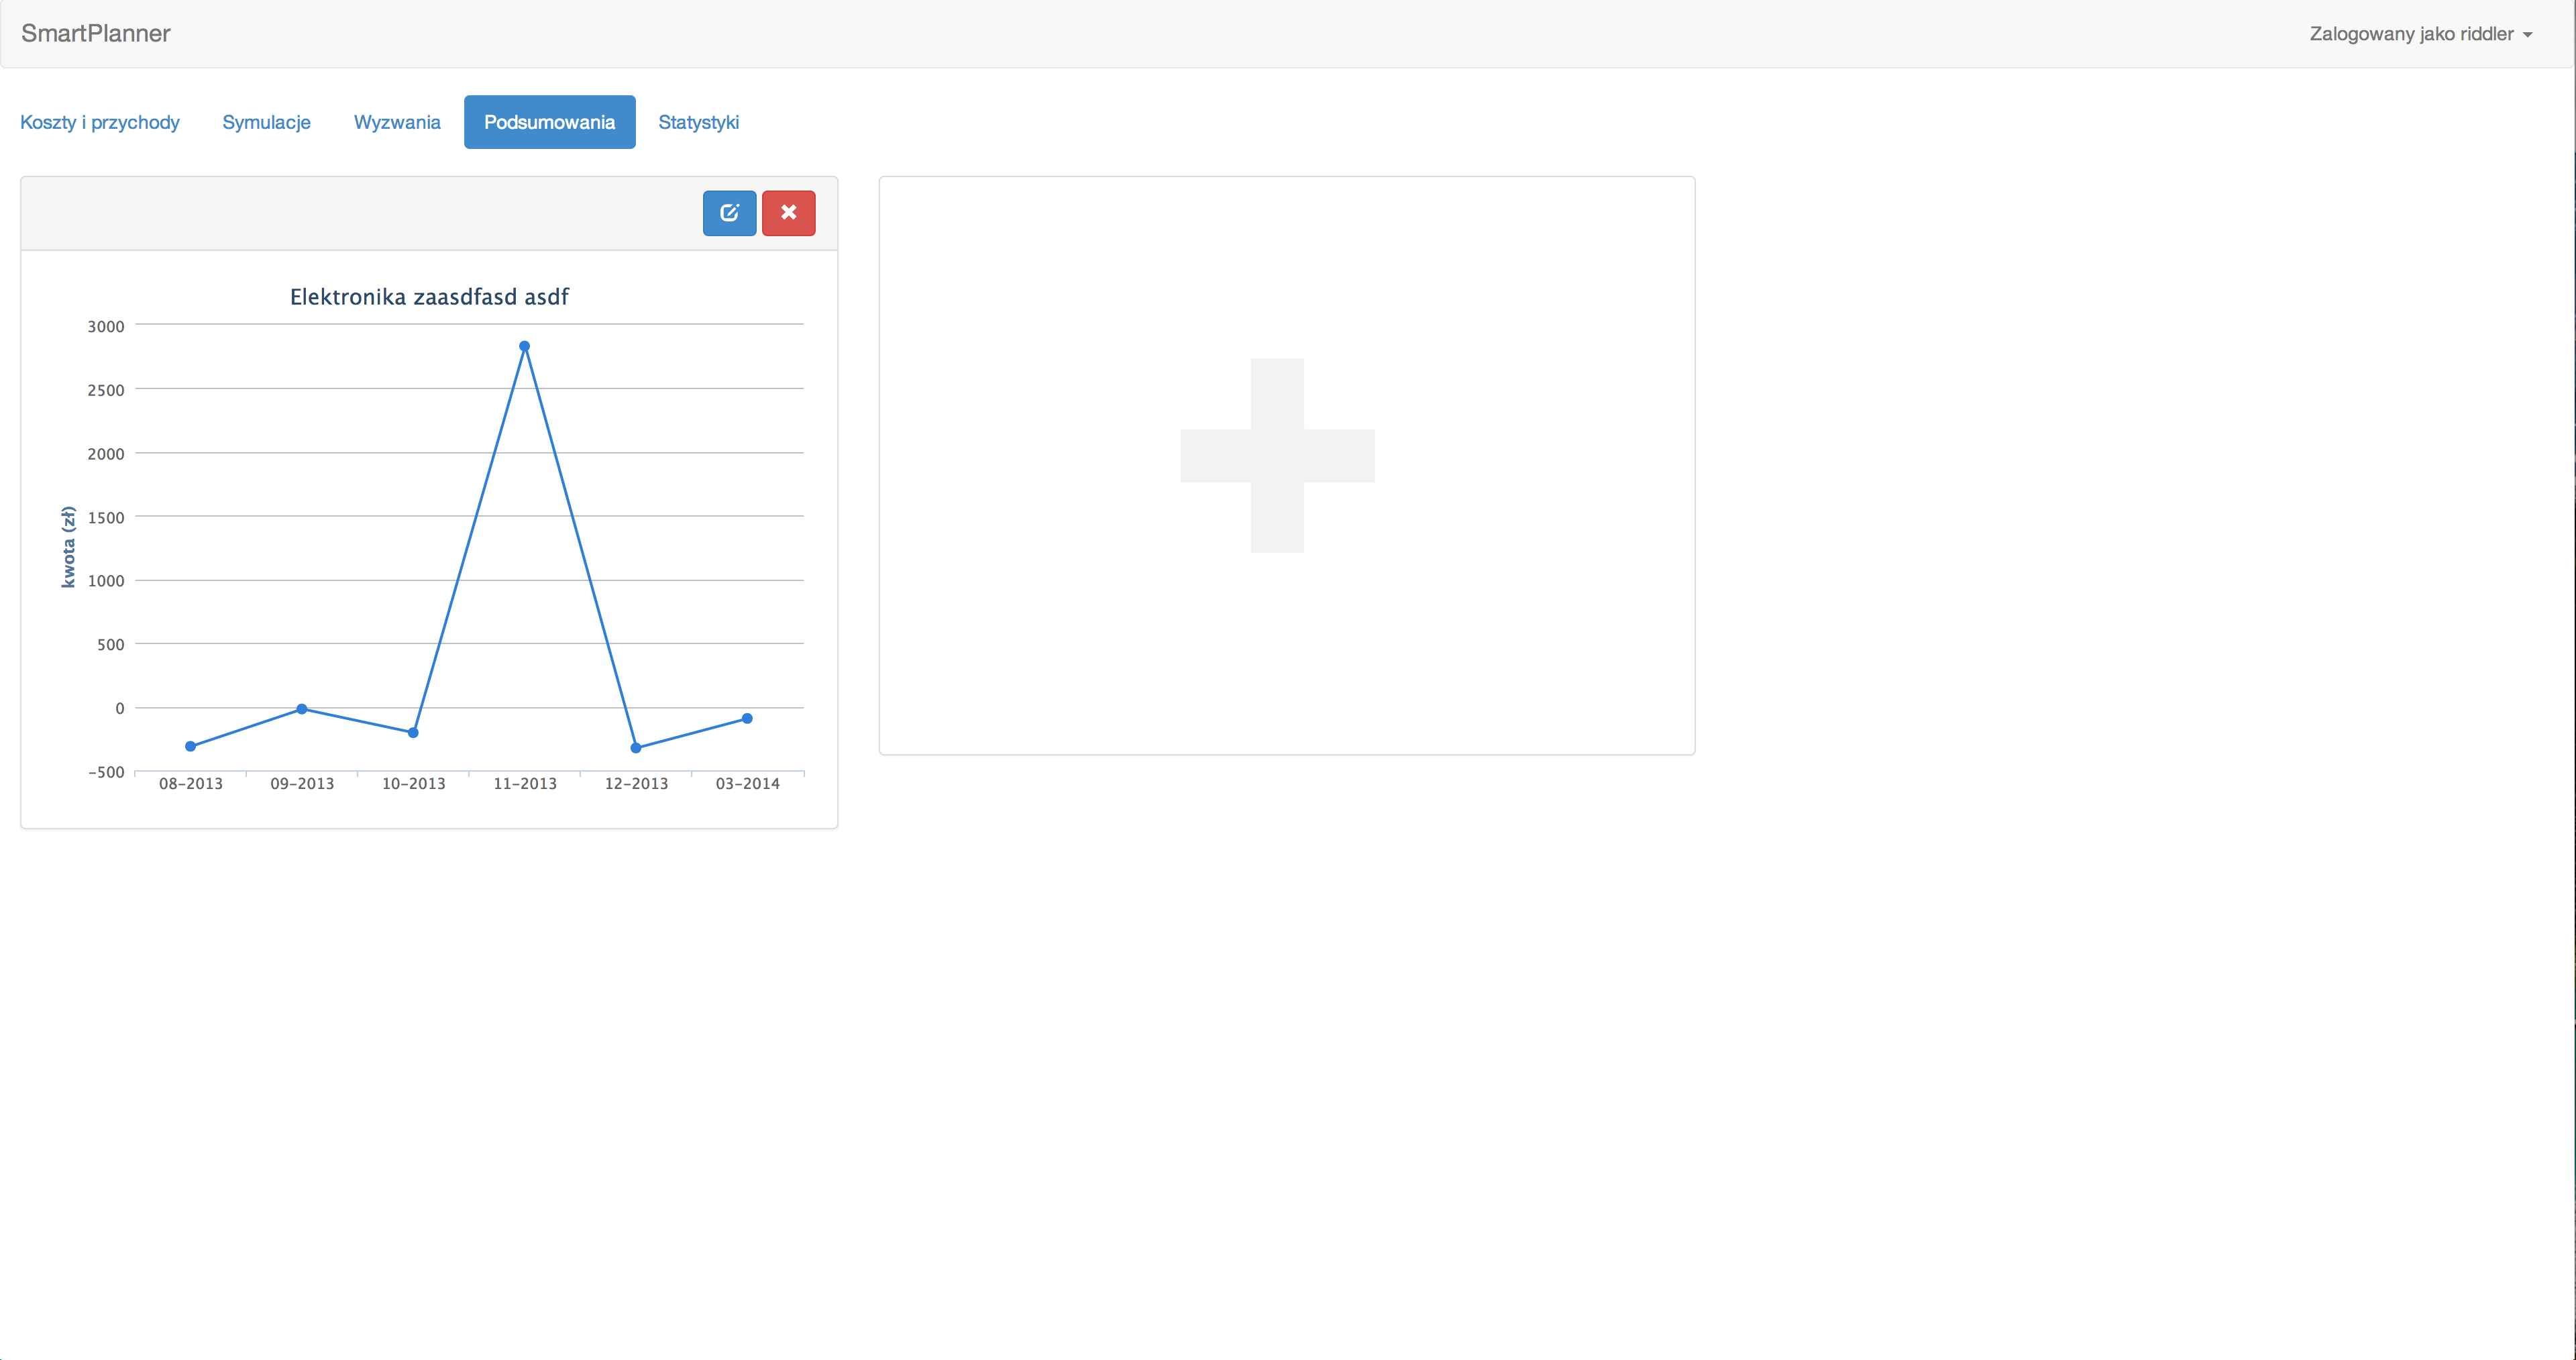 SmartPlanner
Zalogowany jako riddler
Koszty i przychody Symulacje Wyzwania Podsumowania Statystyki
Elektronika zaasdfasd asdf
kwota (zł)
3000
2500
2000
1500
1000
500
0
-500
08-2013 09-2013 10-2013 11-2013 12-2013 03-2014